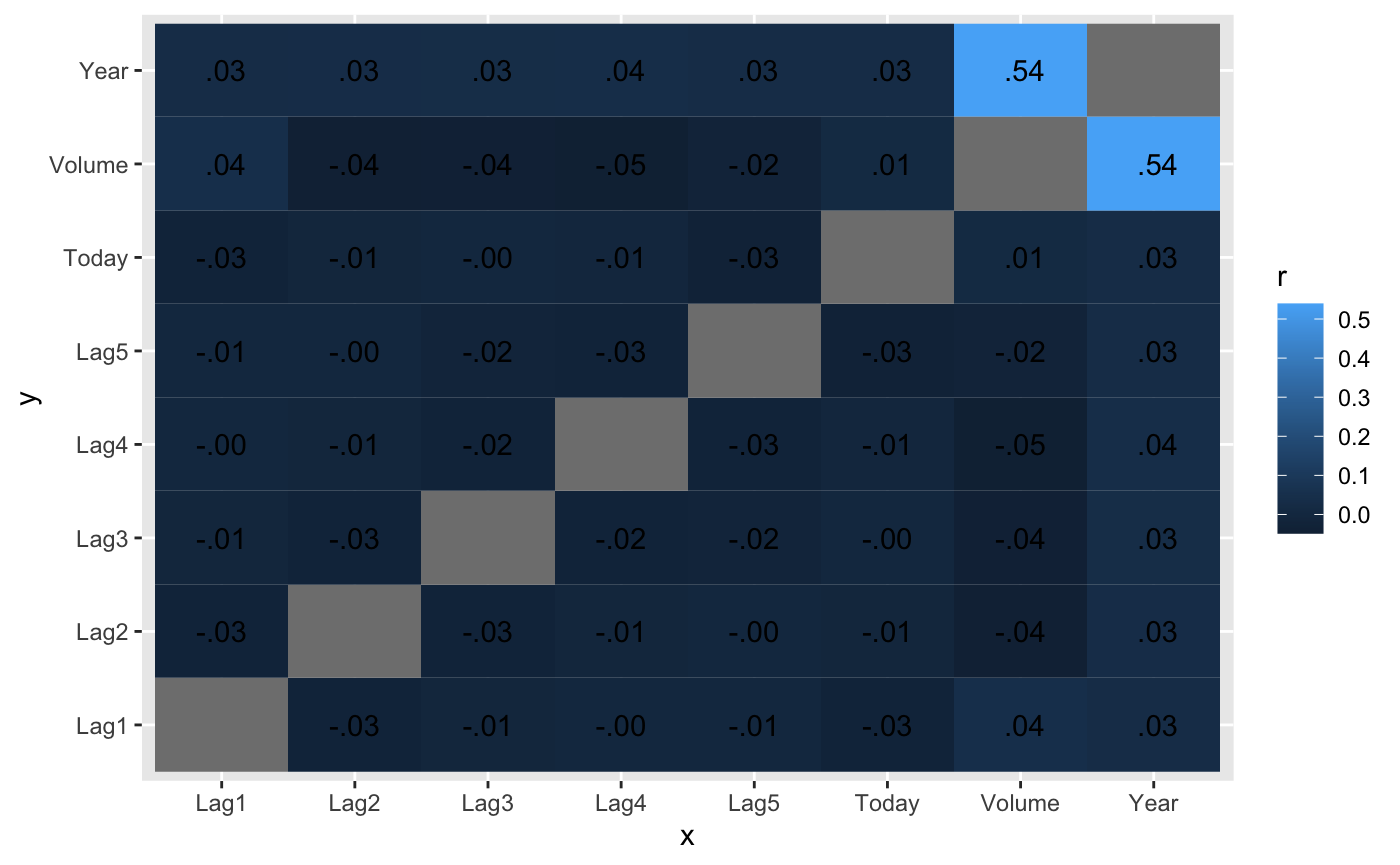 Year .03 .03 .03 .04 .03 .03 .54
Volume .04 -.04 -.04 -.05 -.02 .01 .54
Today -.03 -.01 -.00 -.01 -.03 .01 .03
Lag5 -.01 -.00 -.02 -.03 -.03 -.02 .03
Lag4 -.00 -.01 -.02 -.03 -.01 -.05 .04
Lag3 -.01 -.03 -.02 -.02 -.00 -.04 .03
Lag2 -.03 -.03 -.01 -.00 -.01 -.04 .03
Lag1 -.03 -.01 -.00 -.01 -.03 .04 .03
Lag1 Lag2 Lag3 Lag4 Lag5 Today Volume Year
x
y
r
0.5
0.4
0.3
0.2
0.1
0.0